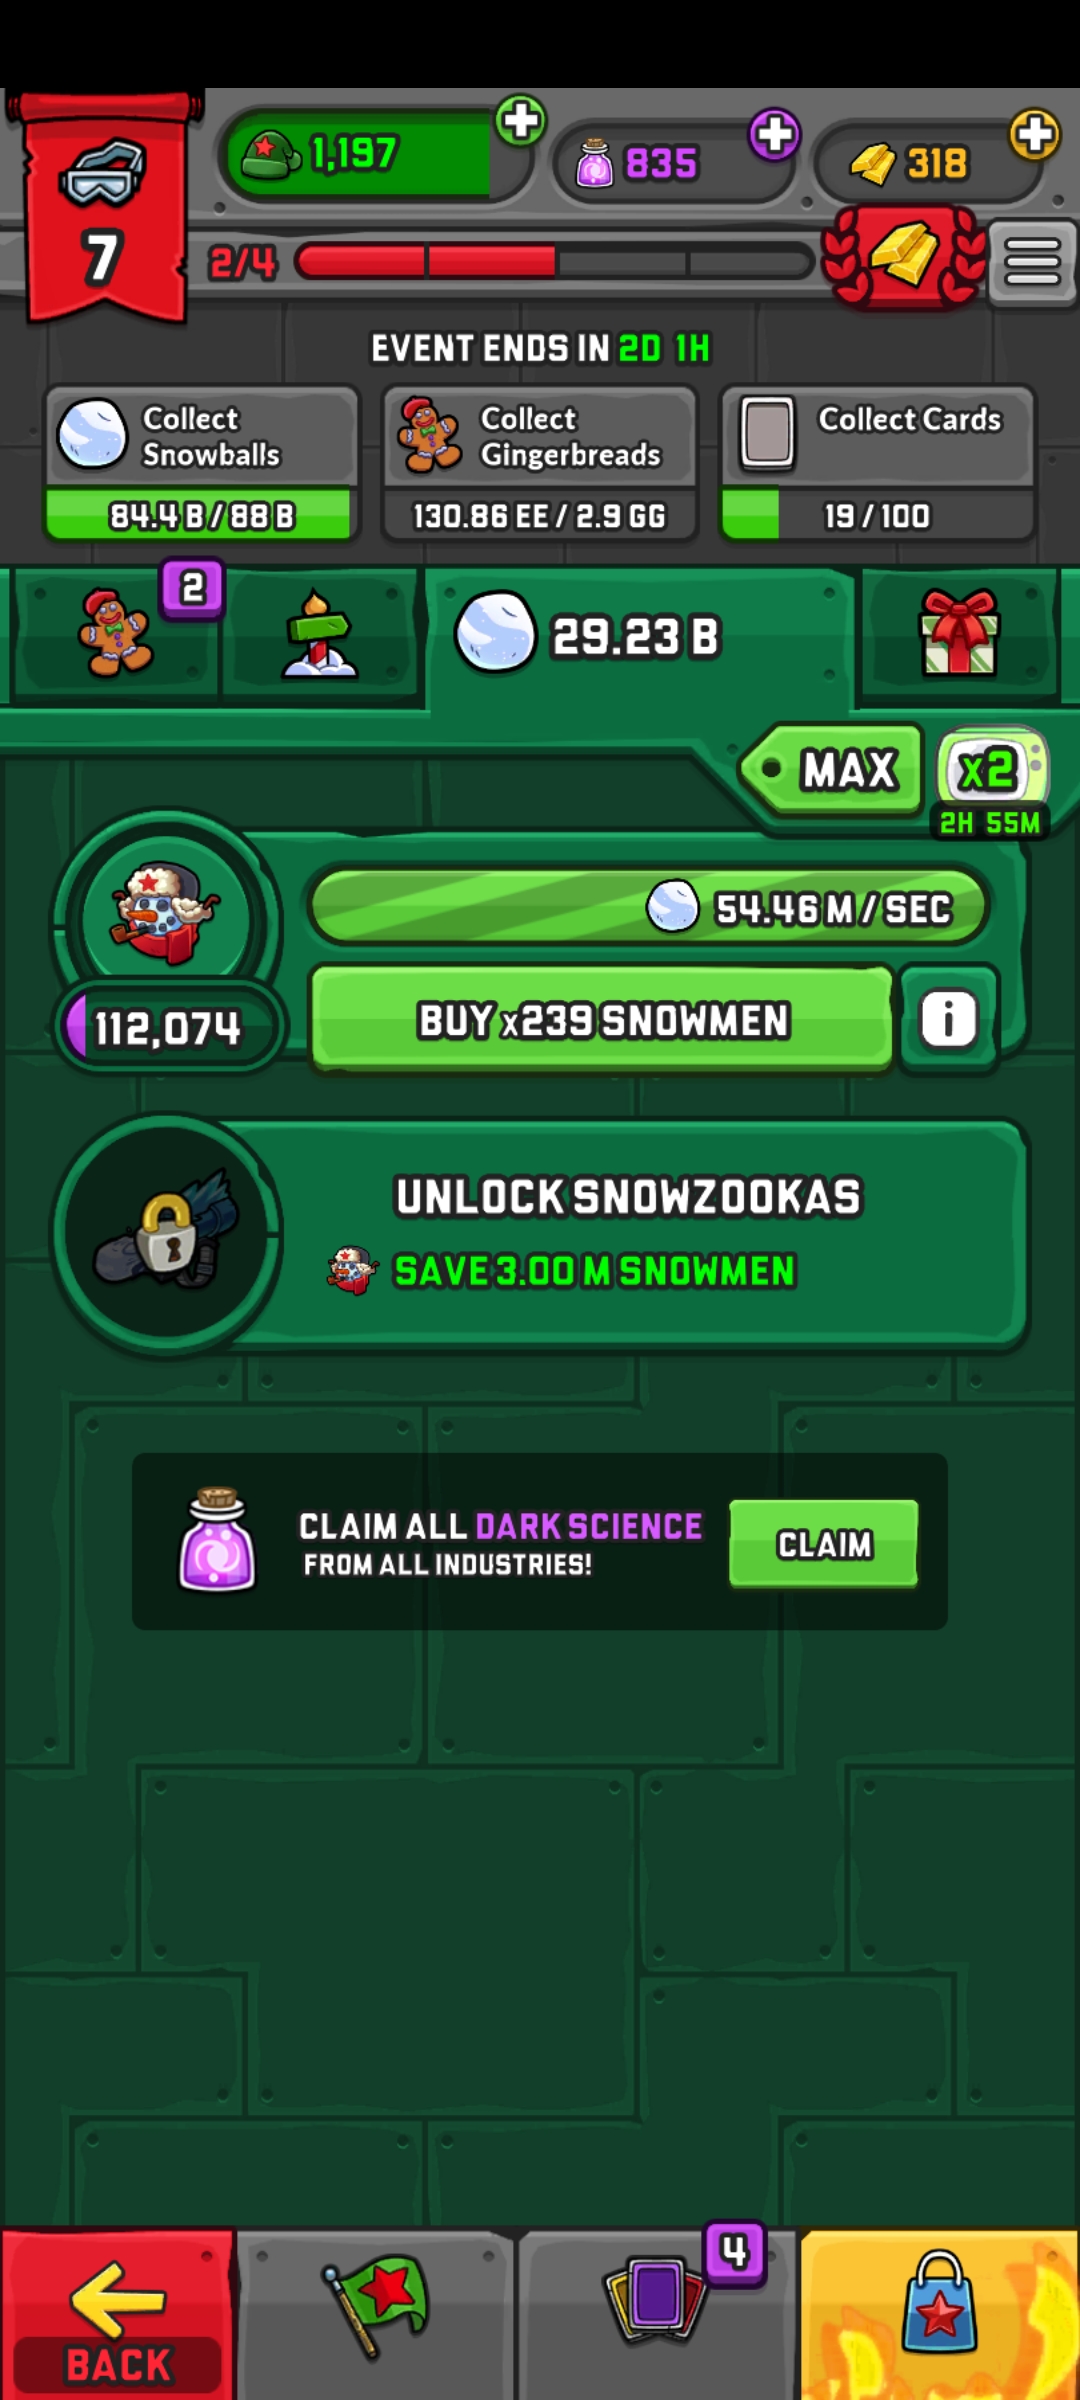 1,197
835
318
7
2/4
EVENT ENDS IN 2D 1H
Collect
Snowballs
84.4 B / 88 B
Collect
Gingerbreads
130.86 EE / 2.9 GG
Collect Cards
19 / 100
2
29.23 B
MAX
x2
2H 55M
54.46 M / SEC
112,074
BUY x239 SNOWMEN
i
UNLOCK SNOWZOOKAS
SAVE 3.00 M SNOWMEN
CLAIM ALL DARK SCIENCE
FROM ALL INDUSTRIES!
CLAIM
4
BACK